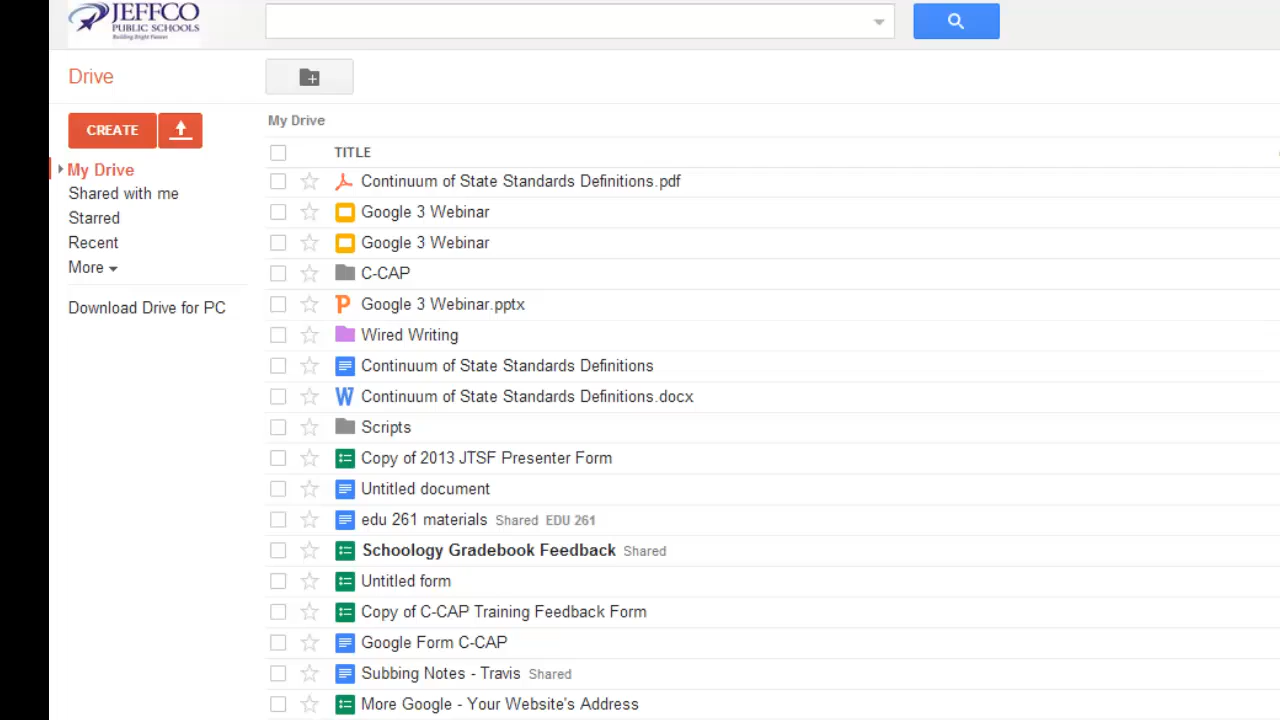 JEFFCO
PUBLIC SCHOOLS
Building Bright Futures
Drive
CREATE
My Drive
Shared with me
Starred
Recent
More
Download Drive for PC
My Drive
TITLE
Continuum of State Standards Definitions.pdf
Google 3 Webinar
Google 3 Webinar
C-CAP
Google 3 Webinar.pptx
Wired Writing
Continuum of State Standards Definitions
Continuum of State Standards Definitions.docx
Scripts
Copy of 2013 JTSF Presenter Form
Untitled document
edu 261 materials Shared EDU 261
Schoology Gradebook Feedback Shared
Untitled form
Copy of C-CAP Training Feedback Form
Google Form C-CAP
Subbing Notes - Travis Shared
More Google - Your Website's Address